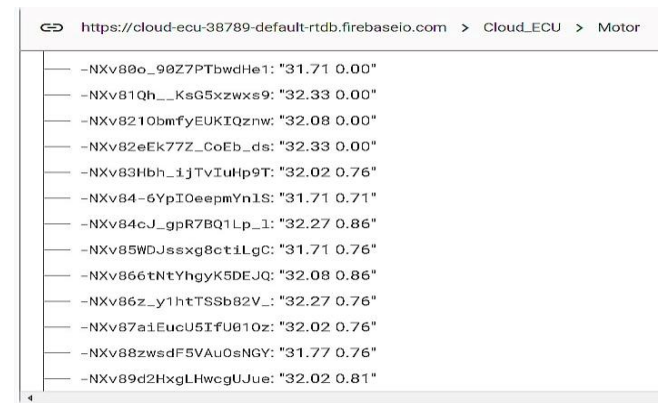 https://cloud-ecu-38789-default-rtdb.firebaseio.com > Cloud_ECU > Motor
-NXv80o_90Z7PTbwdHe1: "31.71 0.00"
-NXv81Qh__KsG5xzwxs9: "32.33 0.00"
-NXv821ObmfyEUKIQznw: "32.08 0.00"
-NXv82eEk77Z_CoEb_ds: "32.33 0.00"
-NXv83Hbh_ijTvIuHp9T: "32.02 0.76"
-NXv84-6YpIOeepmYnlS: "31.71 0.71"
-NXv84cJ_gpR7BQ1Lp_l: "32.27 0.86"
-NXv85WDJssxg8ctiLgC: "31.71 0.76"
-NXv866tNtYhgyK5DEJQ: "32.08 0.86"
-NXv86z_y1htTSSb82V_: "32.27 0.76"
-NXv87aiEucU5IfU01Oz: "32.02 0.76"
-NXv88zwsdF5VAuOsNGY: "31.77 0.76"
-NXv89d2HxgLHwcgUJue: "32.02 0.81"